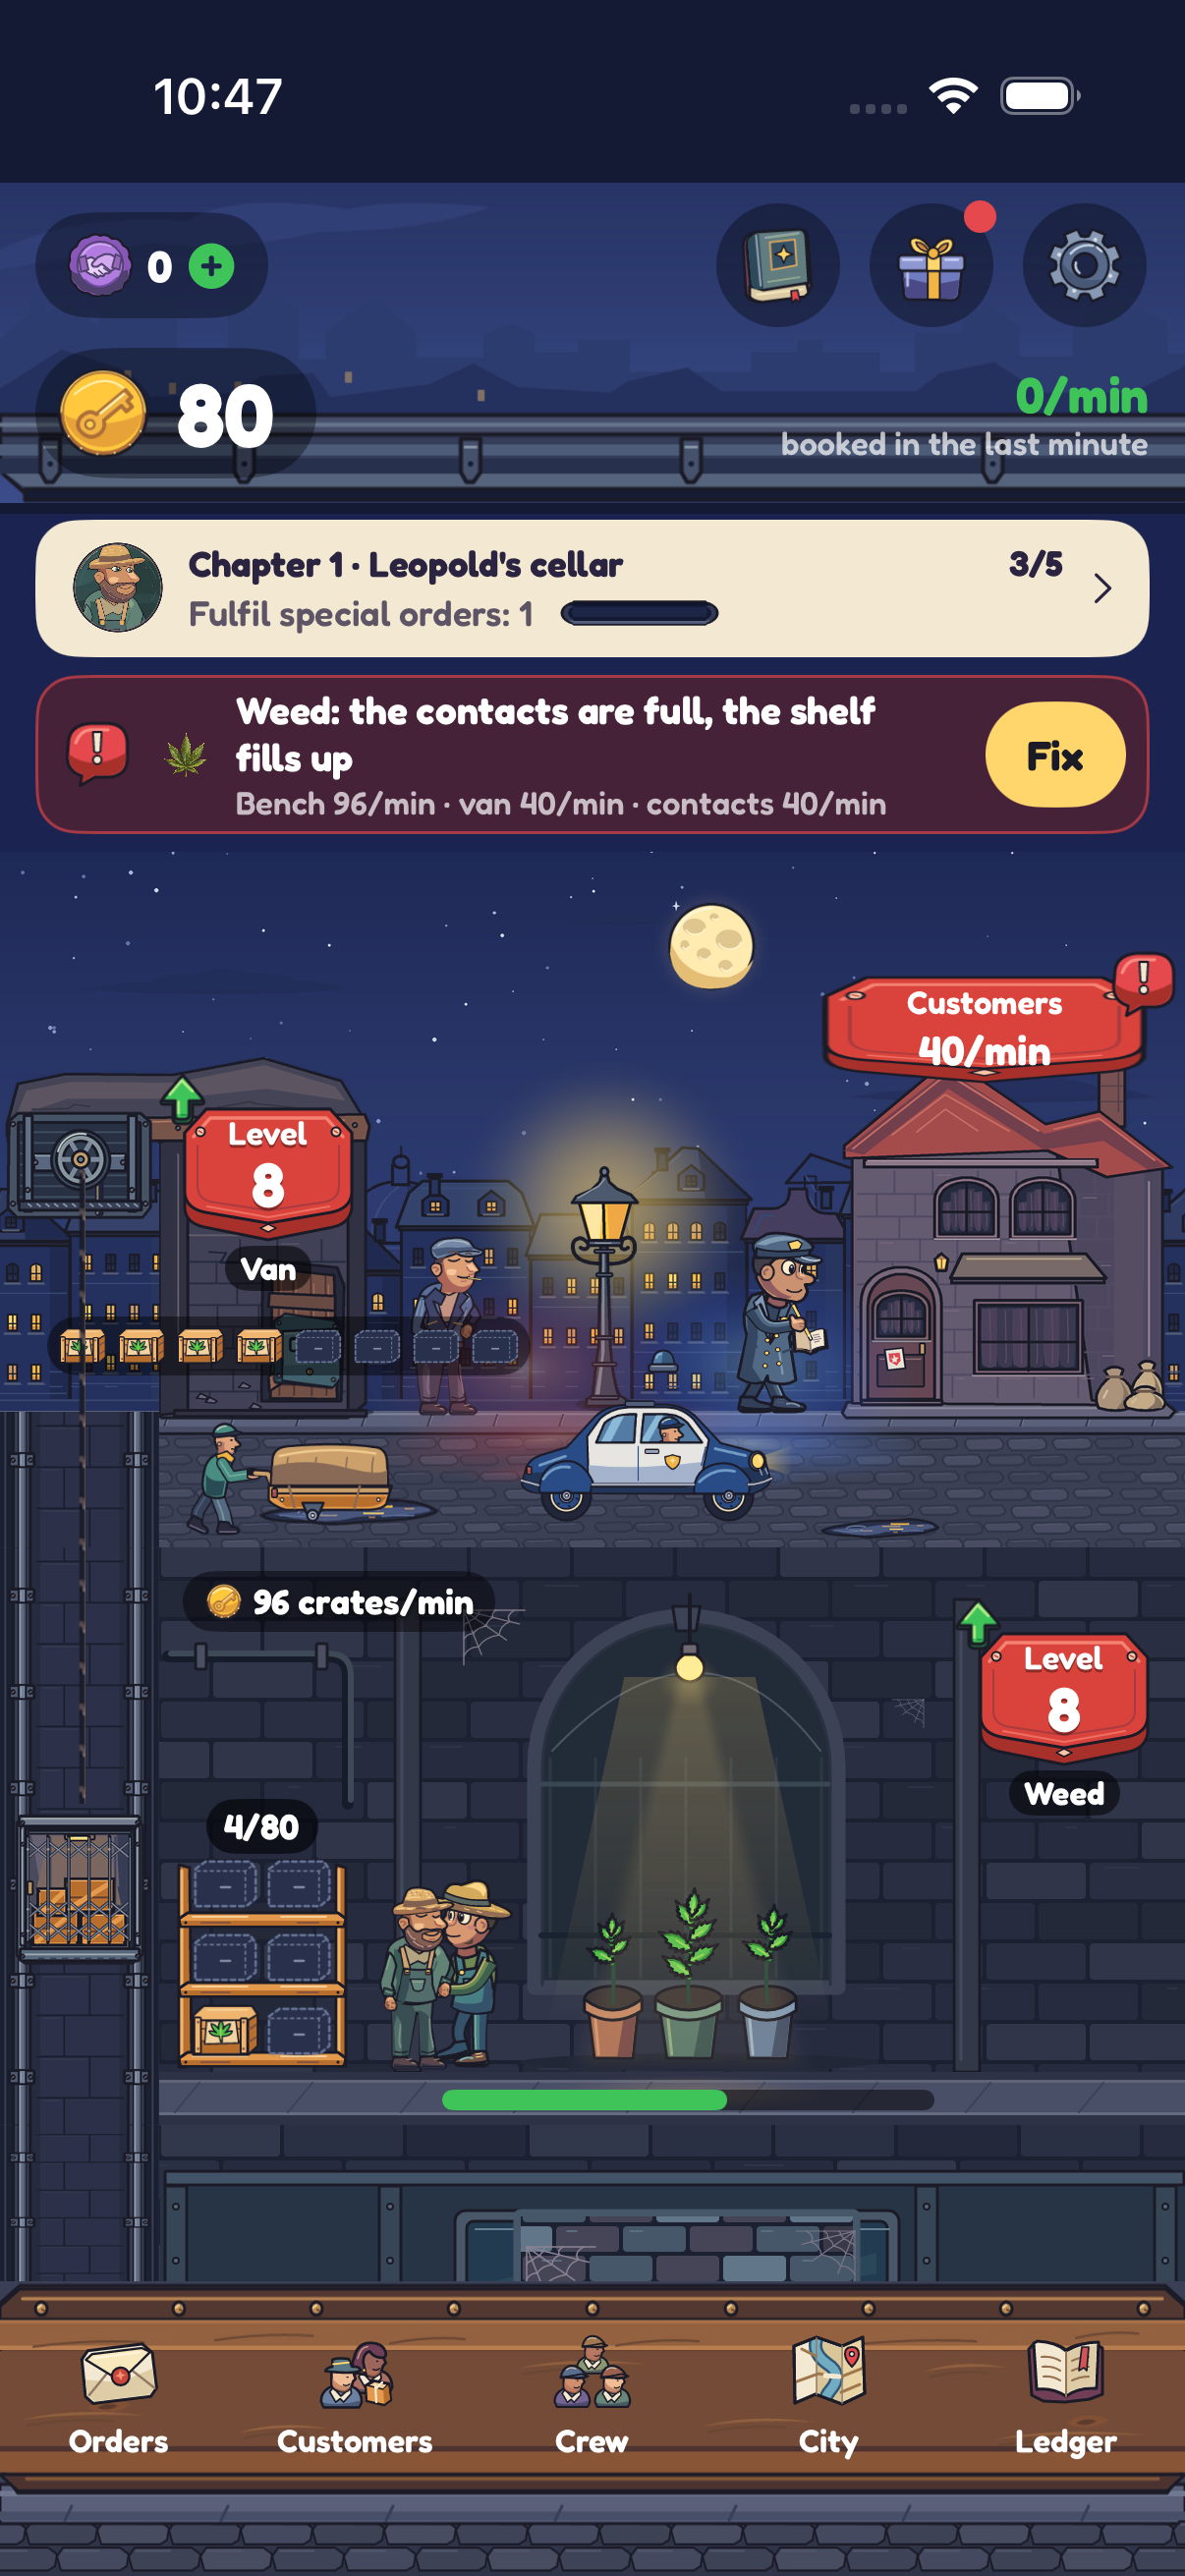 10:47
0
80
0/min
booked in the last minute
Chapter 1 · Leopold's cellar
3/5
Fulfil special orders: 1
Weed: the contacts are full, the shelf
fills up
Bench 96/min · van 40/min · contacts 40/min
Fix
Customers
40/min
Level
8
Van
96 crates/min
Level
8
Weed
4/80
Orders
Customers
Crew
City
Ledger